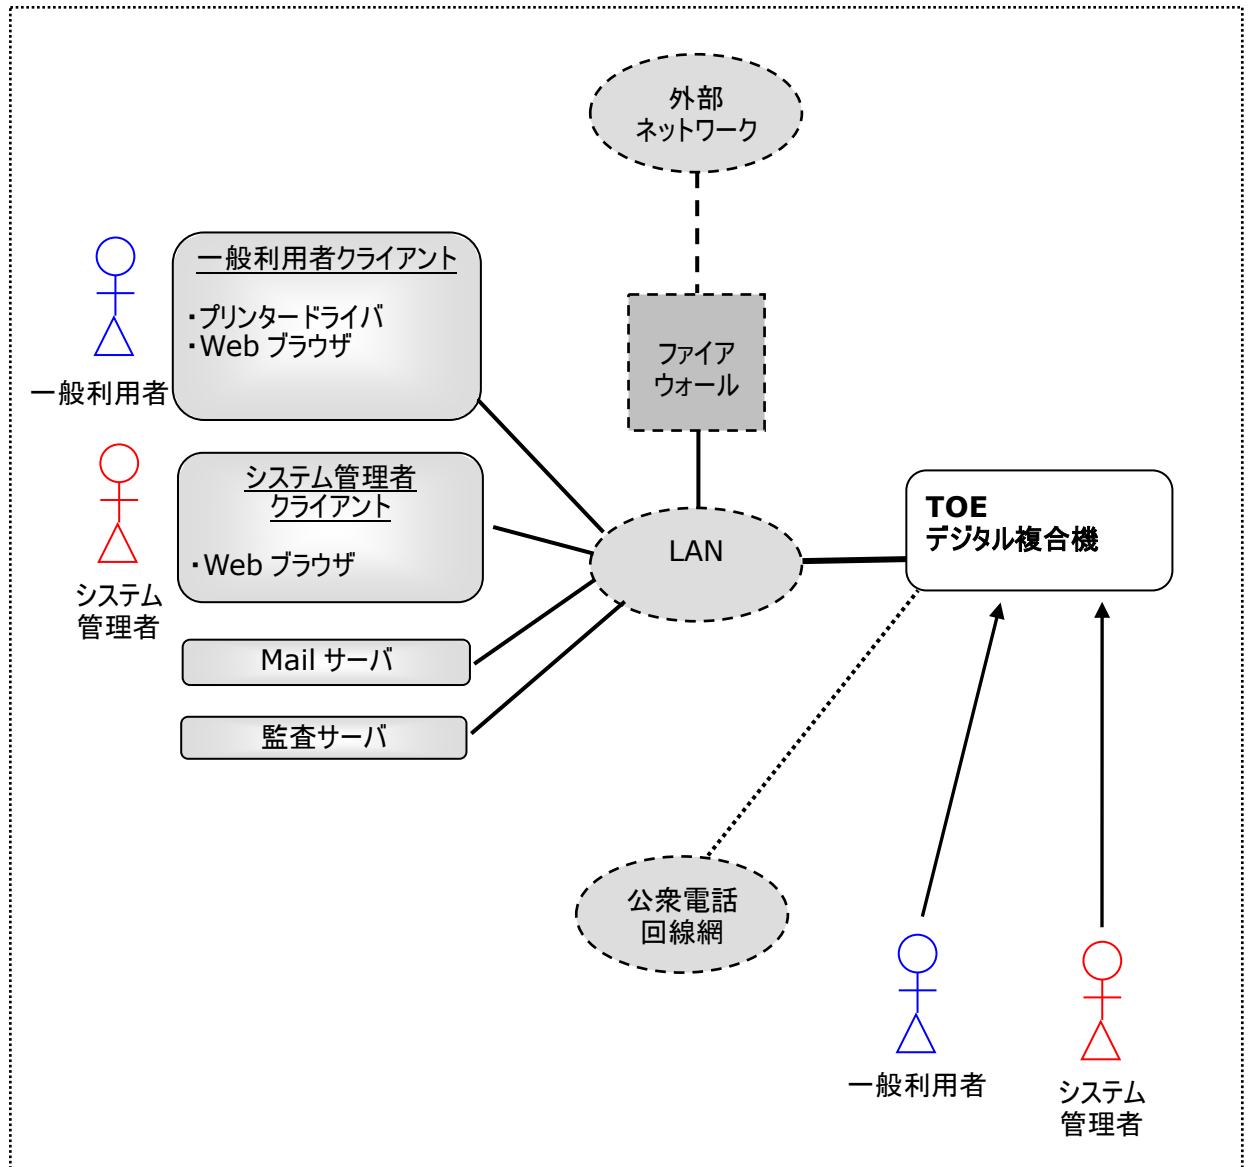 外部
ネットワーク
一般利用者クライアント
・プリンタードライバ
・Web ブラウザ
一般利用者
ファイア
ウォール
システム管理者
クライアント
・Web ブラウザ
システム
管理者
LAN
TOE
デジタル複合機
Mail サーバ
監査サーバ
公衆電話
回線網
一般利用者
システム
管理者